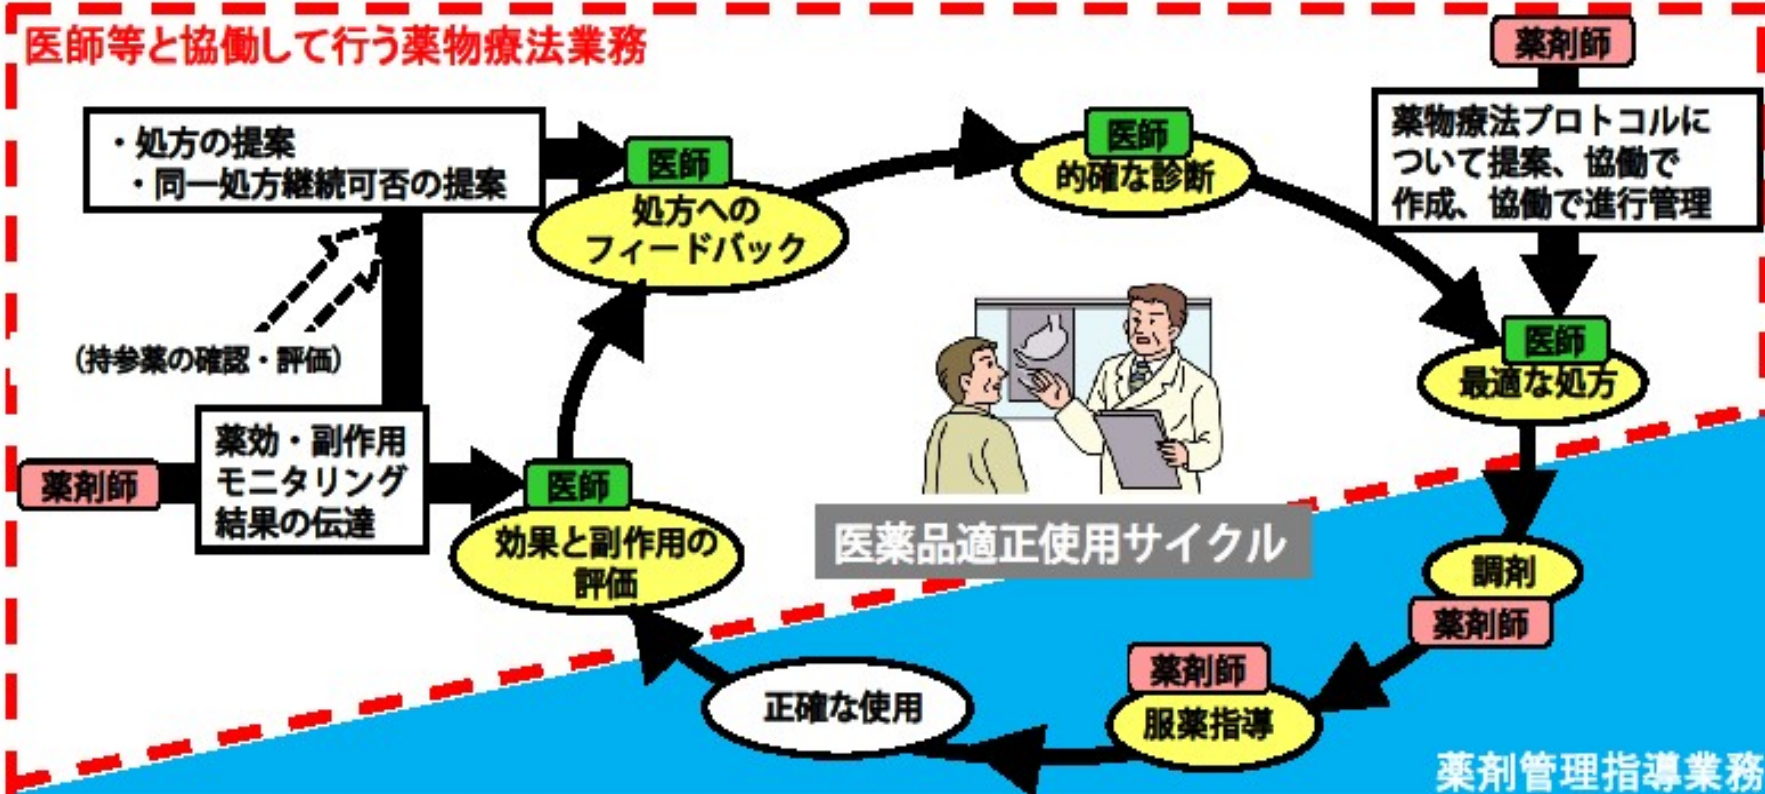 医師等と協働して行う薬物療法業務
薬剤師
薬物療法プロトコルに
ついて提案、協働で
作成、協働で進行管理
・処方の提案
・同一処方継続可否の提案
医師
処方への
フィードバック
医師
的確な診断
医師
最適な処方
(持参薬の確認・評価)
薬剤師
薬効・副作用
モニタリング
結果の伝達
医師
効果と副作用の
評価
医薬品適正使用サイクル
調剤
薬剤師
薬剤師
服薬指導
正確な使用
薬剤管理指導業務